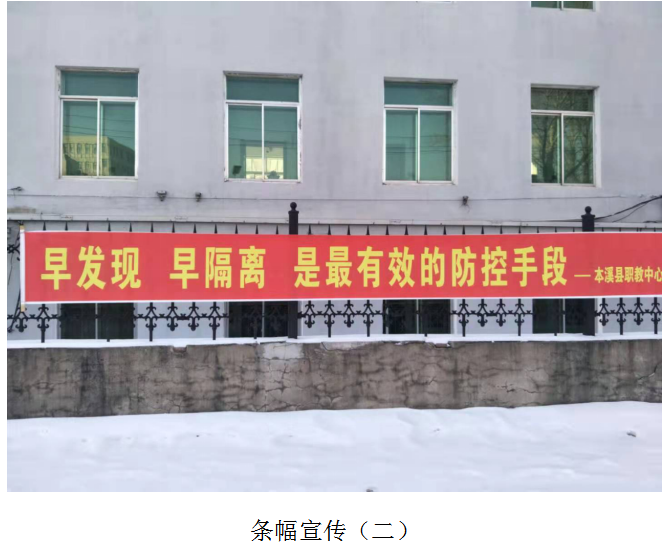 早发现 早隔离 是最有效的防控手段 — 本溪县职教中心
条幅宣传（二）